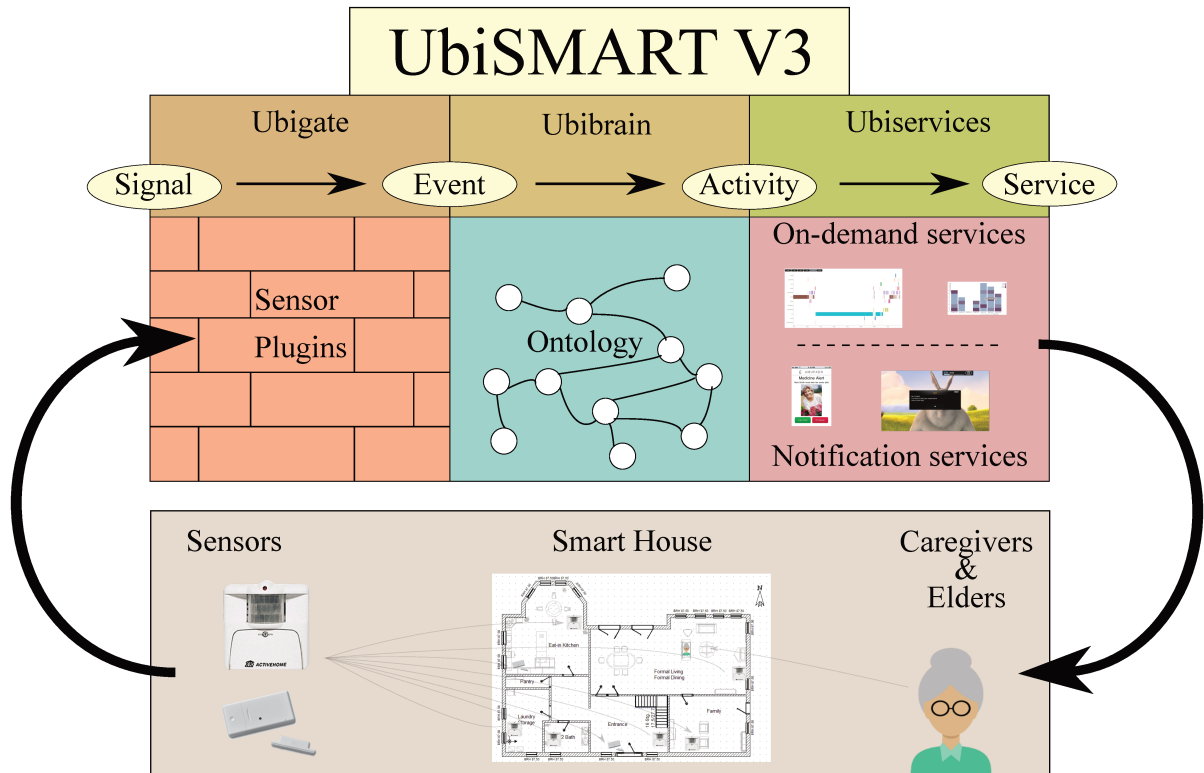 UbiSMART V3
Ubigate
Ubibrain
Ubiservices
Signal
Event
Activity
Service
Sensor
Plugins
Ontology
On-demand services
Medicine Alert
Notification services
Sensors
Smart House
Caregivers
&
Elders
ACTIVEHOME
N
Eat-in Kitchen
Pantry
Laundry
Storage
2 Bath
Entrance
Formal Living
Formal Dining
Family